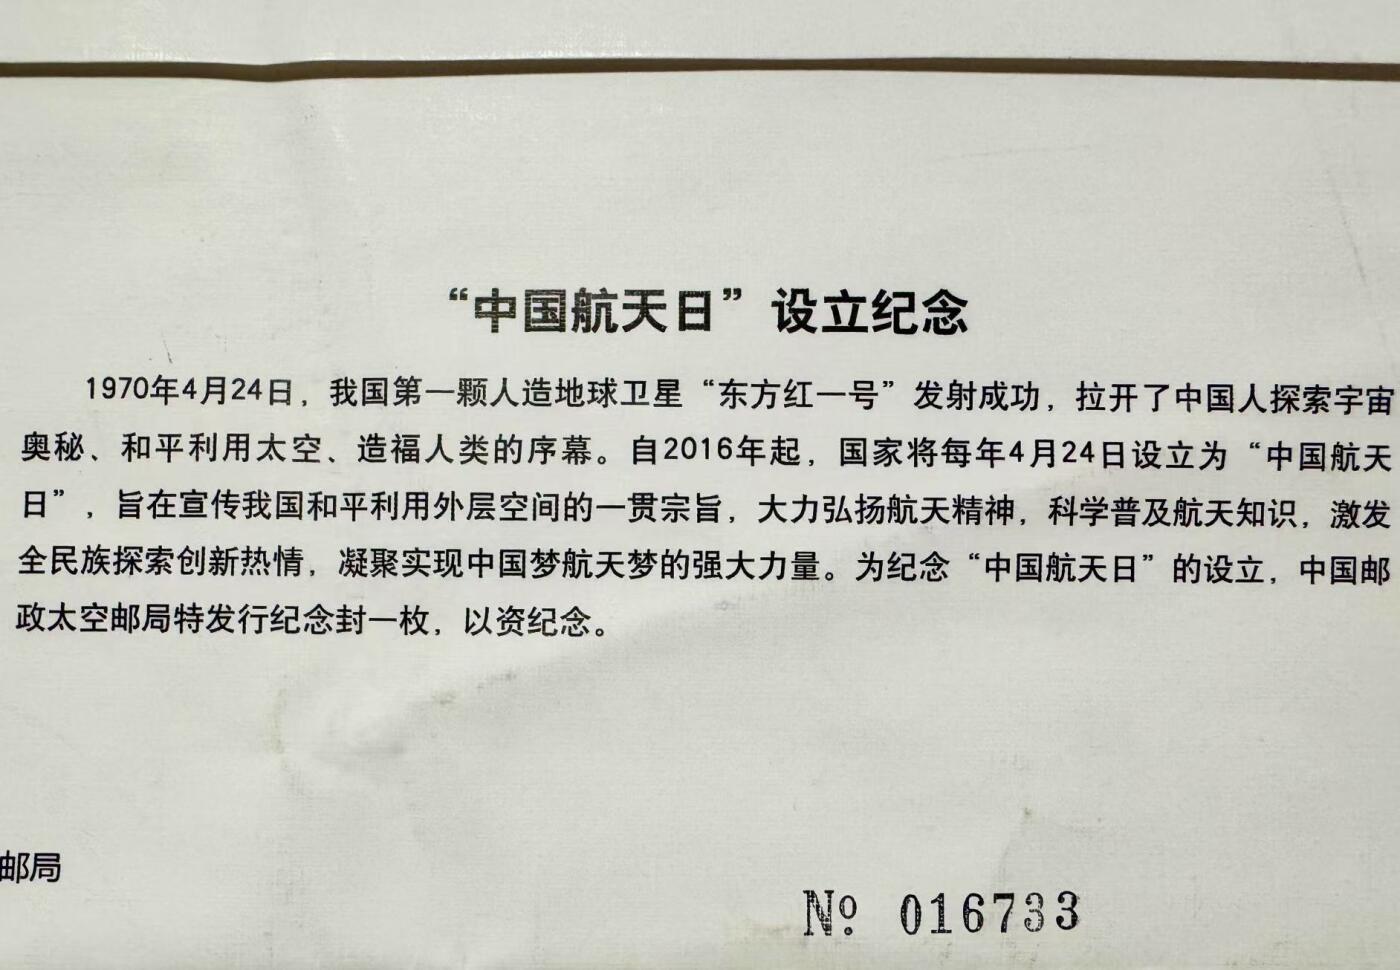 “中国航天日”设立纪念
1970年4月24日，我国第一颗人造地球卫星“东方红一号”发射成功，拉开了中国人探索宇宙
奥秘、和平利用太空、造福人类的序幕。自2016年起，国家将每年4月24日设立为“中国航天
日”，旨在宣传我国和平利用外层空间的一贯宗旨，大力弘扬航天精神，科学普及航天知识，激发
全民族探索创新热情，凝聚实现中国梦航天梦的强大力量。为纪念“中国航天日”的设立，中国邮
政太空邮局特发行纪念封一枚，以资纪念。
邮局
№ 016733